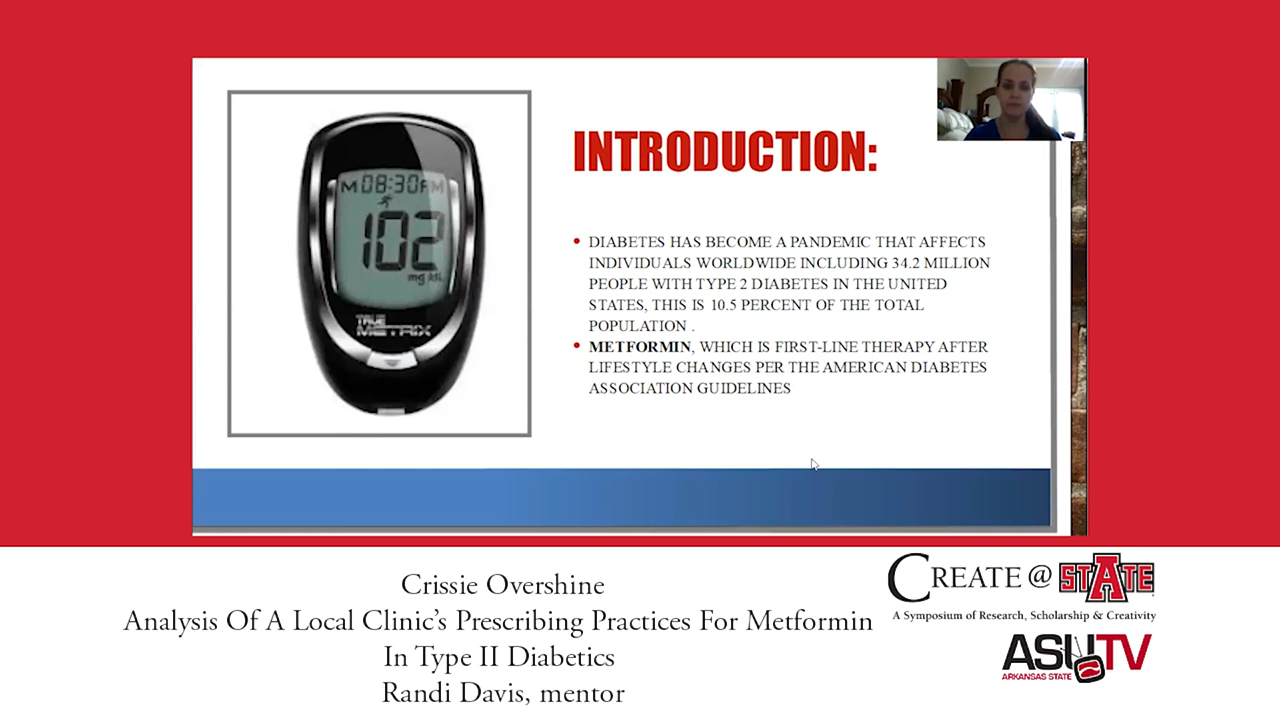 M 08:30PM
102
mg/dL
TRUE
METRIX
INTRODUCTION:
• DIABETES HAS BECOME A PANDEMIC THAT AFFECTS
INDIVIDUALS WORLDWIDE INCLUDING 34.2 MILLION
PEOPLE WITH TYPE 2 DIABETES IN THE UNITED
STATES, THIS IS 10.5 PERCENT OF THE TOTAL
POPULATION .
• METFORMIN, WHICH IS FIRST-LINE THERAPY AFTER
LIFESTYLE CHANGES PER THE AMERICAN DIABETES
ASSOCIATION GUIDELINES
Crissie Overshine
Analysis Of A Local Clinic's Prescribing Practices For Metformin
In Type II Diabetics
Randi Davis, mentor
CREATE @ STATE
A Symposium of Research, Scholarship & Creativity
ASUTV
ARKANSAS STATE